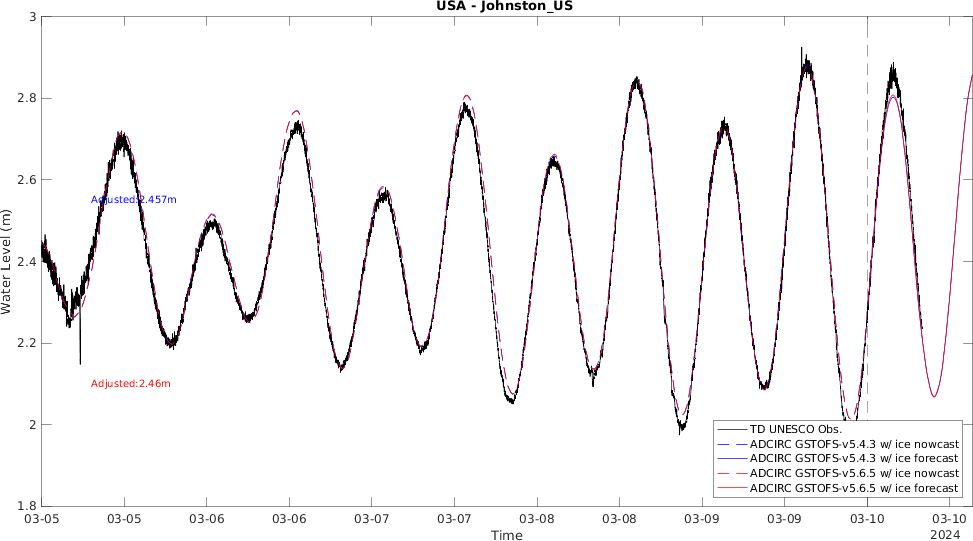 USA - Johnston_US
3
2.8
2.6
2.4
2.2
2
1.8
Water Level (m)
Adjusted:2.457m
Adjusted:2.46m
TD UNESCO Obs.
ADCIRC GSTOFS-v5.4.3 w/ ice nowcast
ADCIRC GSTOFS-v5.4.3 w/ ice forecast
ADCIRC GSTOFS-v5.6.5 w/ ice nowcast
ADCIRC GSTOFS-v5.6.5 w/ ice forecast
03-05 03-05 03-06 03-06 03-07 03-07 03-08 03-08 03-09 03-09 03-10 03-10
Time
2024